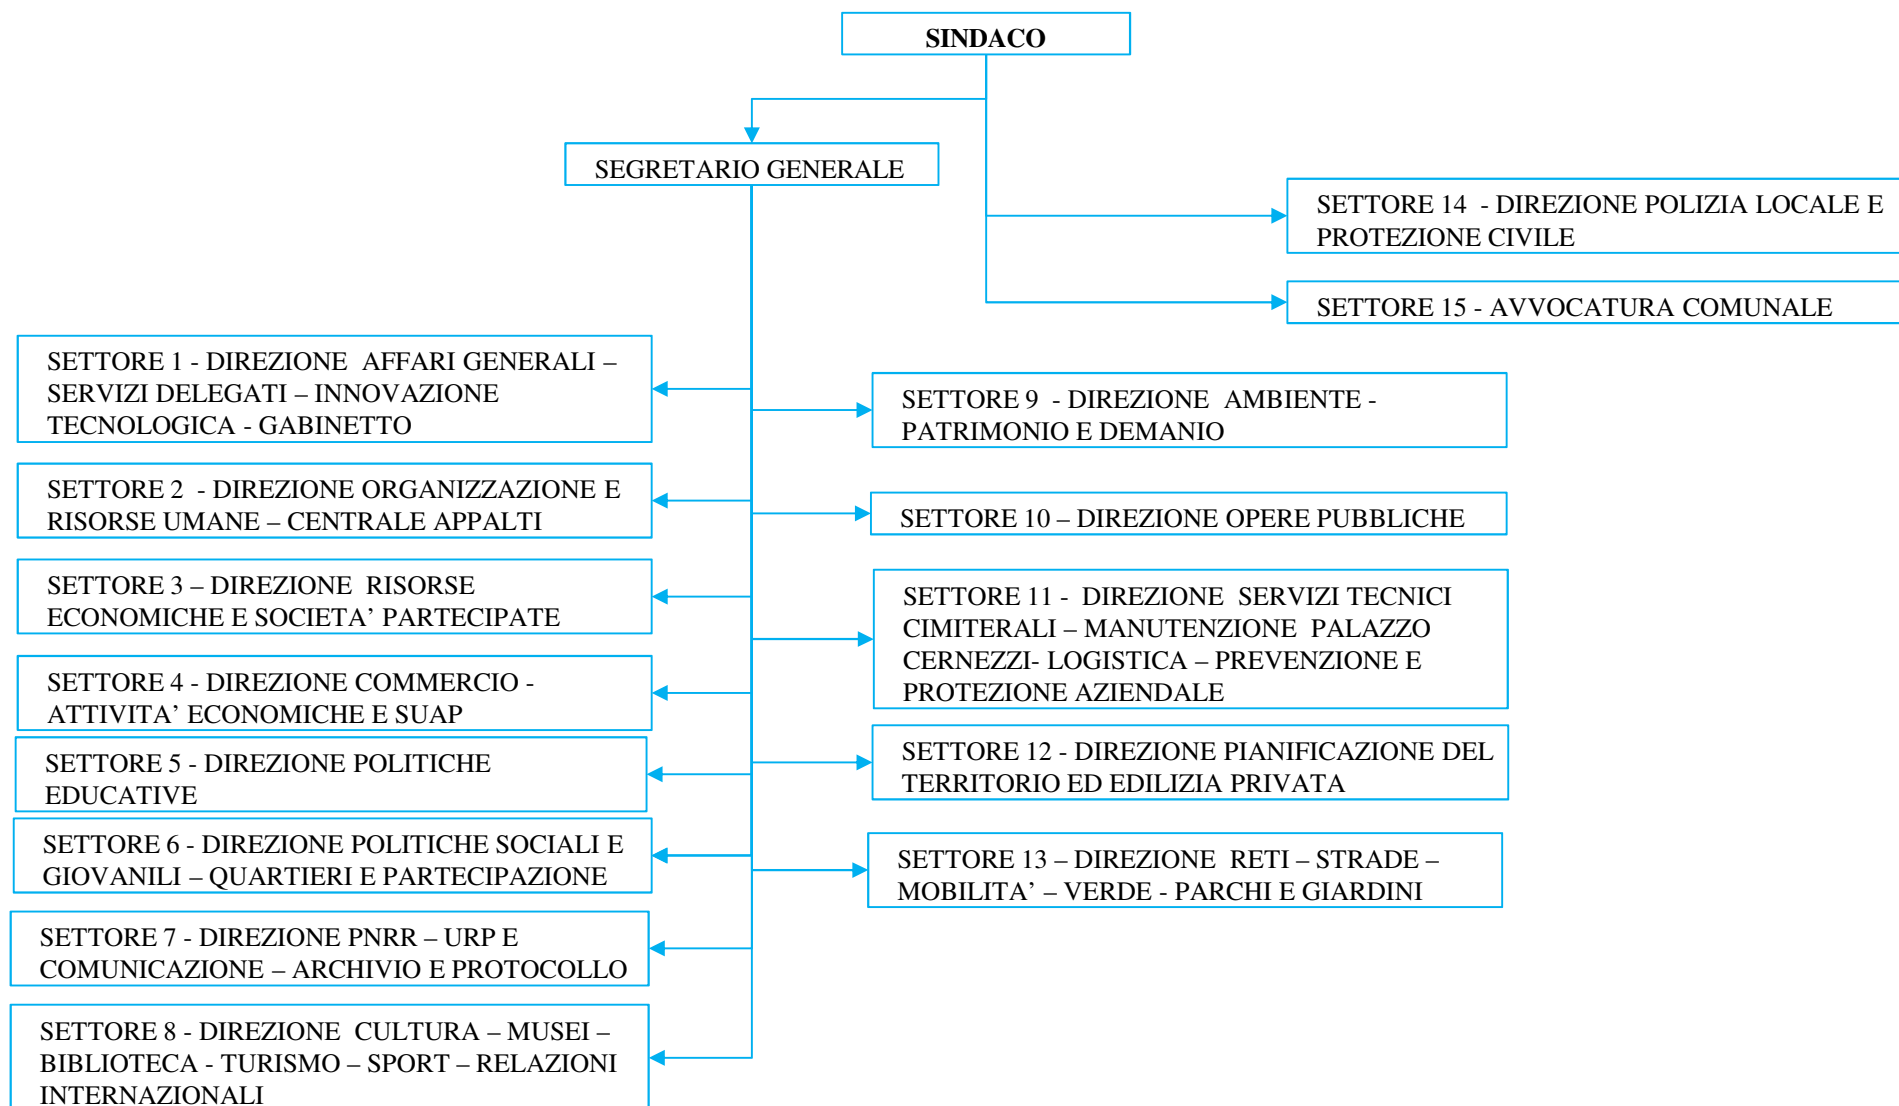 SINDACO
SEGRETARIO GENERALE
SETTORE 14 - DIREZIONE POLIZIA LOCALE E
PROTEZIONE CIVILE
SETTORE 15 - AVVOCATURA COMUNALE
SETTORE 1 - DIREZIONE AFFARI GENERALI –
SERVIZI DELEGATI – INNOVAZIONE
TECNOLOGICA - GABINETTO
SETTORE 2 - DIREZIONE ORGANIZZAZIONE E
RISORSE UMANE – CENTRALE APPALTI
SETTORE 3 – DIREZIONE RISORSE
ECONOMICHE E SOCIETA’ PARTECIPATE
SETTORE 4 - DIREZIONE COMMERCIO -
ATTIVITA’ ECONOMICHE E SUAP
SETTORE 5 - DIREZIONE POLITICHE
EDUCATIVE
SETTORE 6 - DIREZIONE POLITICHE SOCIALI E
GIOVANILI – QUARTIERI E PARTECIPAZIONE
SETTORE 7 - DIREZIONE PNRR – URP E
COMUNICAZIONE – ARCHIVIO E PROTOCOLLO
SETTORE 8 - DIREZIONE CULTURA – MUSEI –
BIBLIOTECA - TURISMO – SPORT – RELAZIONI
INTERNAZIONALI
SETTORE 9 - DIREZIONE AMBIENTE -
PATRIMONIO E DEMANIO
SETTORE 10 – DIREZIONE OPERE PUBBLICHE
SETTORE 11 - DIREZIONE SERVIZI TECNICI
CIMITERALI – MANUTENZIONE PALAZZO
CERNEZZI- LOGISTICA – PREVENZIONE E
PROTEZIONE AZIENDALE
SETTORE 12 - DIREZIONE PIANIFICAZIONE DEL
TERRITORIO ED EDILIZIA PRIVATA
SETTORE 13 – DIREZIONE RETI – STRADE –
MOBILITA’ – VERDE - PARCHI E GIARDINI